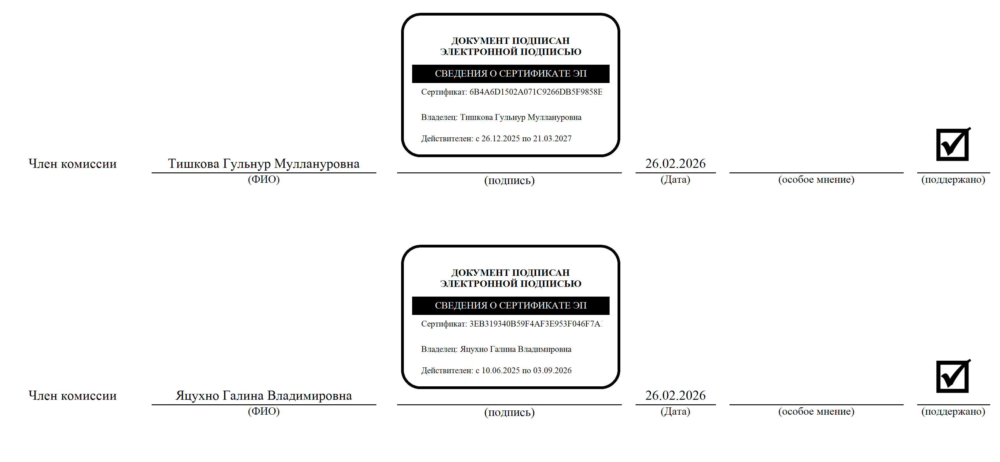 ДОКУМЕНТ ПОДПИСАН
ЭЛЕКТРОННОЙ ПОДПИСЬЮ
СВЕДЕНИЯ О СЕРТИФИКАТЕ ЭП
Сертификат: 6B4A6D1502A071C9266DB5F9858E
Владелец: Тишкова Гульнур Муллануровна
Действителен: с 26.12.2025 по 21.03.2027
Член комиссии Тишкова Гульнур Муллануровна 26.02.2026
(ФИО) (подпись) (Дата) (особое мнение) (поддержано)
ДОКУМЕНТ ПОДПИСАН
ЭЛЕКТРОННОЙ ПОДПИСЬЮ
СВЕДЕНИЯ О СЕРТИФИКАТЕ ЭП
Сертификат: 3EB319340B59F4AF3E953F046F7A
Владелец: Яцухно Галина Владимировна
Действителен: с 10.06.2025 по 03.09.2026
Член комиссии Яцухно Галина Владимировна 26.02.2026
(ФИО) (подпись) (Дата) (особое мнение) (поддержано)